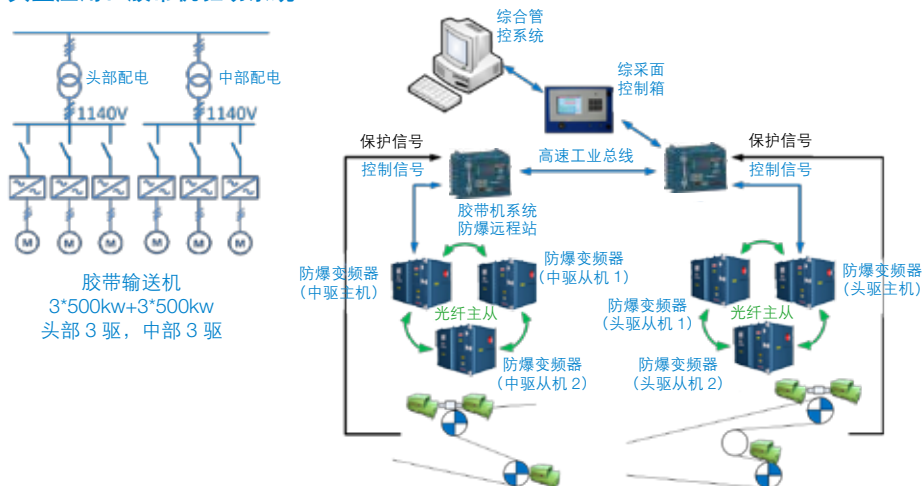 头部配电
中部配电
1140V
1140V
M
M
M
M
M
M
胶带输送机
3*500kw+3*500kw
头部 3 驱，中部 3 驱
综合管
控系统
综采面
控制箱
保护信号
控制信号
高速工业总线
保护信号
控制信号
胶带机系统
防爆远程站
防爆变频器
（中驱主机）
防爆变频器
（中驱从机 1）
光纤主从
防爆变频器
（中驱从机 2）
防爆变频器
（头驱主机）
防爆变频器
（头驱从机 1）
光纤主从
防爆变频器
（头驱从机 2）